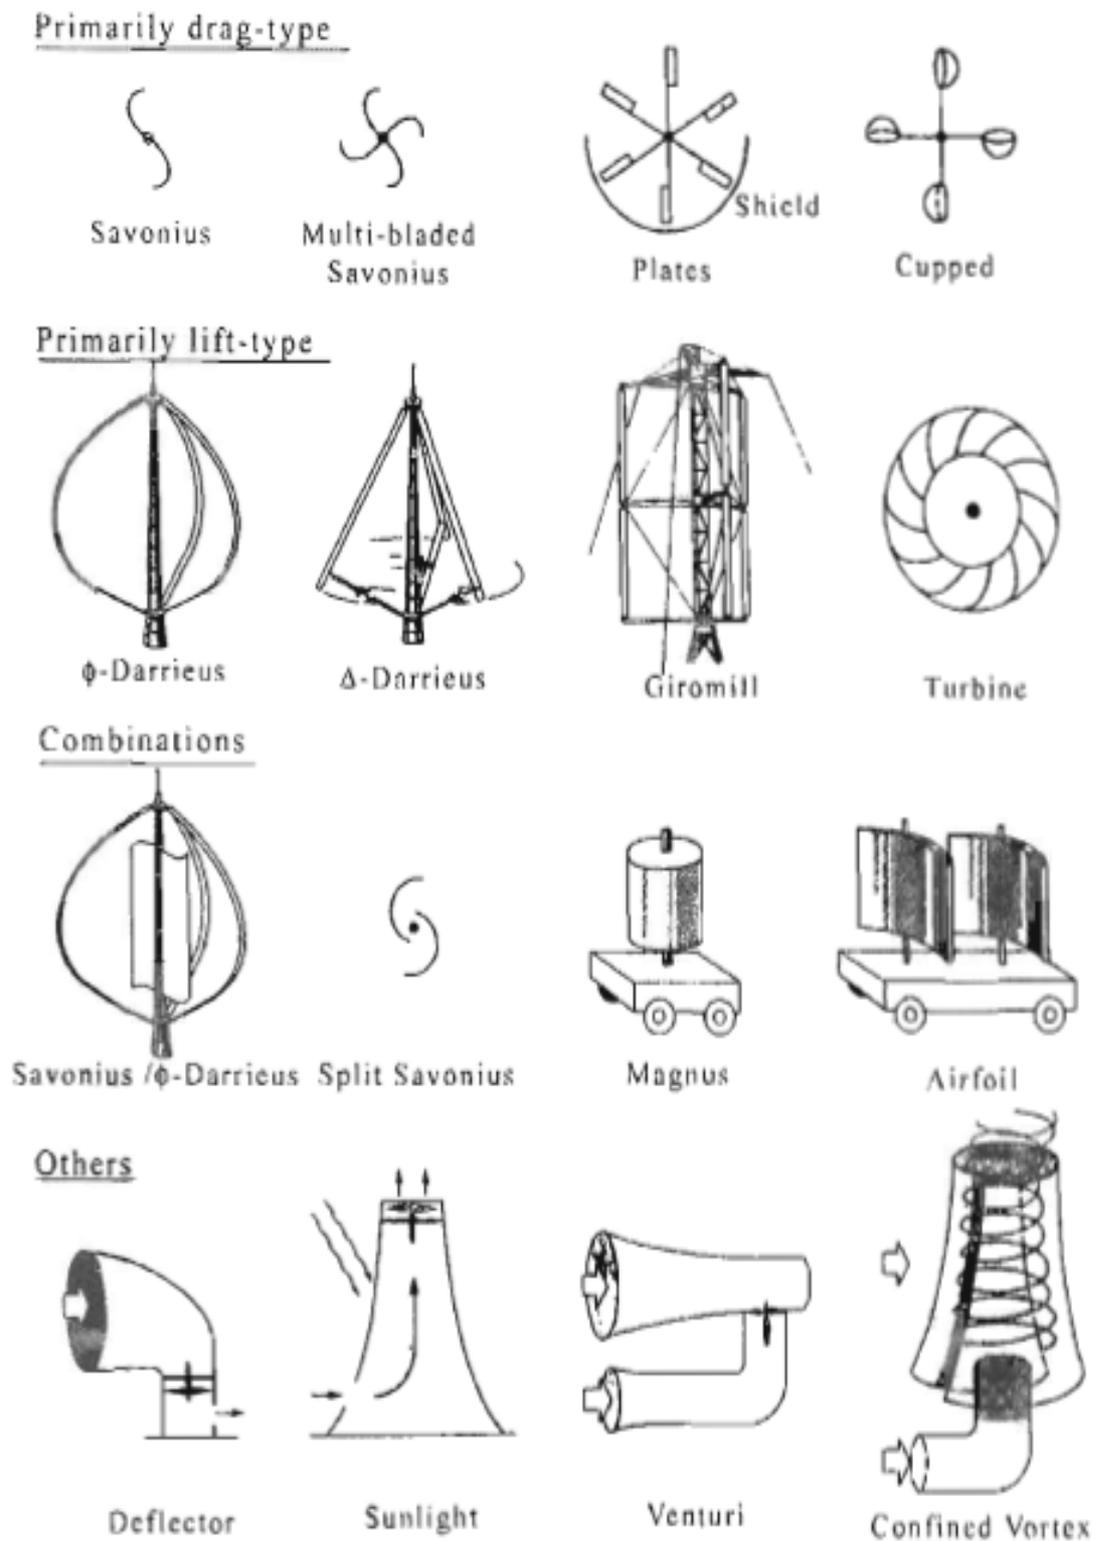 Primarily drag-type
Savonius
Multi-bladed
Savonius
Shield
Plates
Cupped
Primarily lift-type
ϕ-Darrieus
Δ-Darrieus
Giromill
Turbine
Combinations
Savonius /ϕ-Darrieus
Split Savonius
Magnus
Airfoil
Others
Deflector
Sunlight
Venturi
Confined Vortex